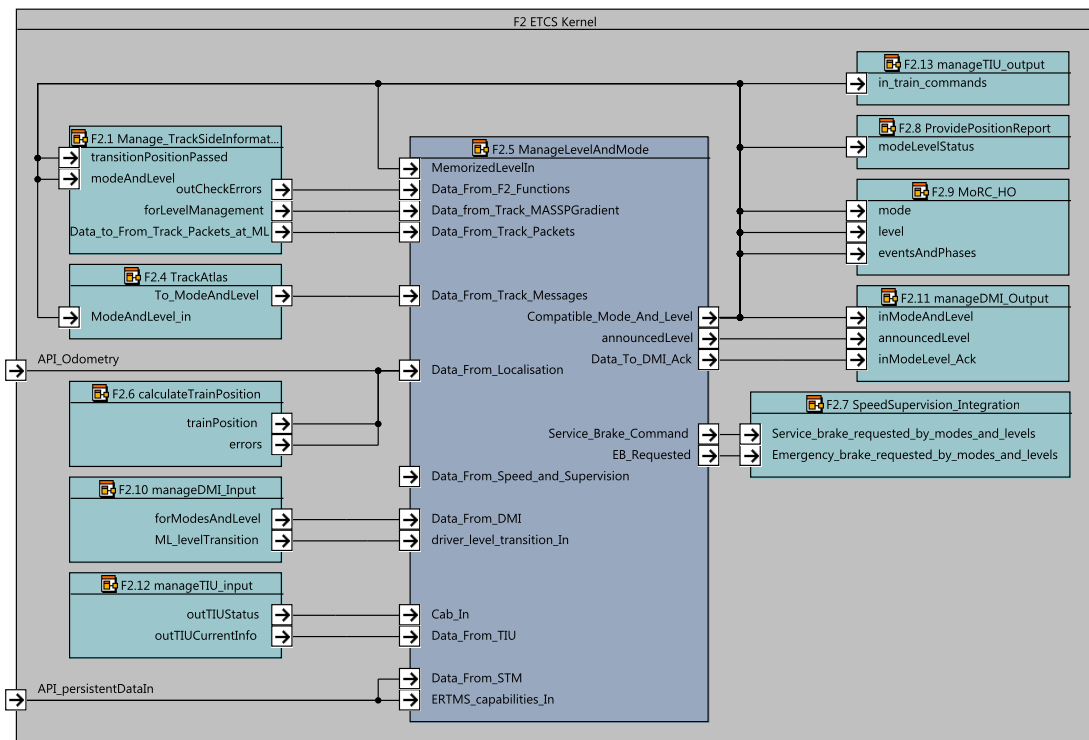 F2 ETCS Kernel
F2.13 manageTIU_output
in_train_commands
F2.8 ProvidePositionReport
modeLevelStatus
F2.9 MoRC_HO
mode
level
eventsAndPhases
F2.11 manageDMI_Output
inModeAndLevel
announcedLevel
inModeLevel_Ack
F2.7 SpeedSupervision_Integration
Service_brake_requested_by_modes_and_levels
Emergency_brake_requested_by_modes_and_levels
F2.1 Manage_TrackSideInformat...
transitionPositionPassed
modeAndLevel
outCheckErrors
forLevelManagement
Data_to_From_Track_Packets_at_ML
F2.4 TrackAtlas
To_ModeAndLevel
ModeAndLevel_in
API_Odometry
F2.6 calculateTrainPosition
trainPosition
errors
F2.10 manageDMI_Input
forModesAndLevel
ML_levelTransition
F2.12 manageTIU_input
outTIUStatus
outTIUCurrentInfo
API_persistentDataIn
F2.5 ManageLevelAndMode
MemorizedLevelIn
Data_From_F2_Functions
Data_from_Track_MASSPGradient
Data_From_Track_Packets
Data_From_Track_Messages
Compatible_Mode_And_Level
announcedLevel
Data_To_DMI_Ack
Data_From_Localisation
Service_Brake_Command
EB_Requested
Data_From_Speed_and_Supervision
Data_From_DMI
driver_level_transition_In
Cab_In
Data_From_TIU
Data_From_STM
ERTMS_capabilities_In